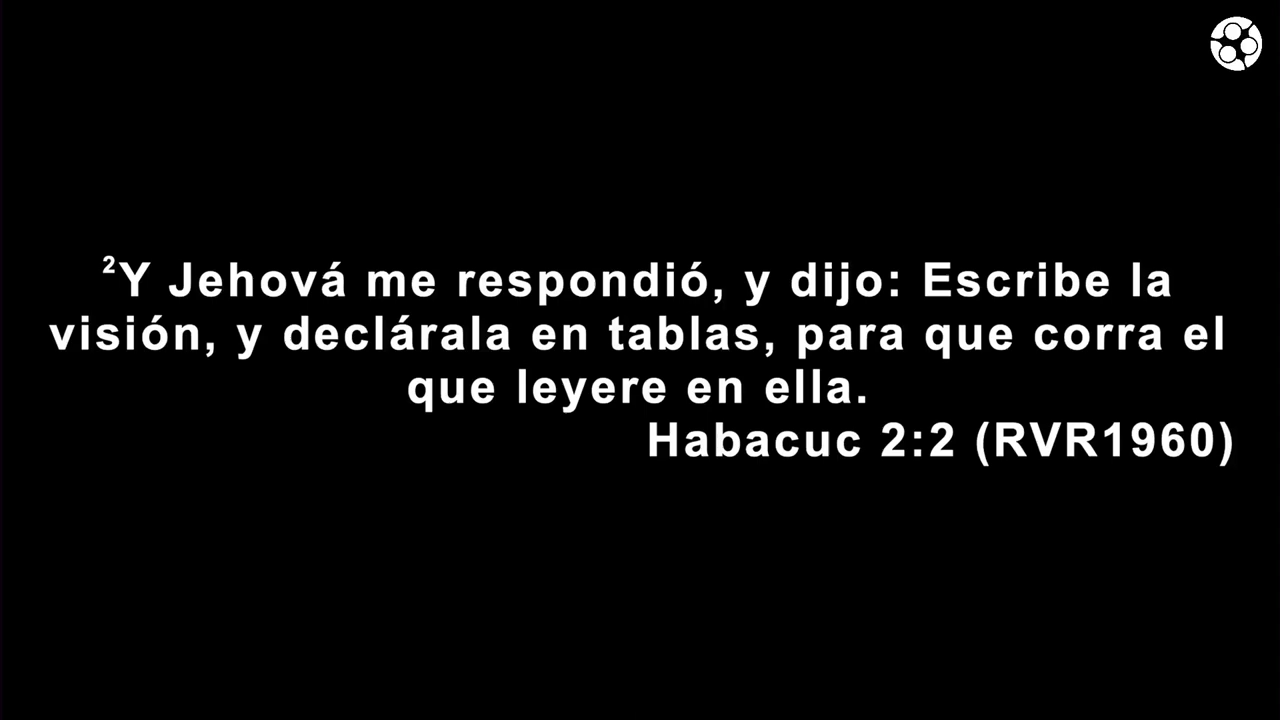 ²Y Jehová me respondió, y dijo: Escribe la
visión, y declárala en tablas, para que corra el
que leyere en ella.
Habacuc 2:2 (RVR1960)